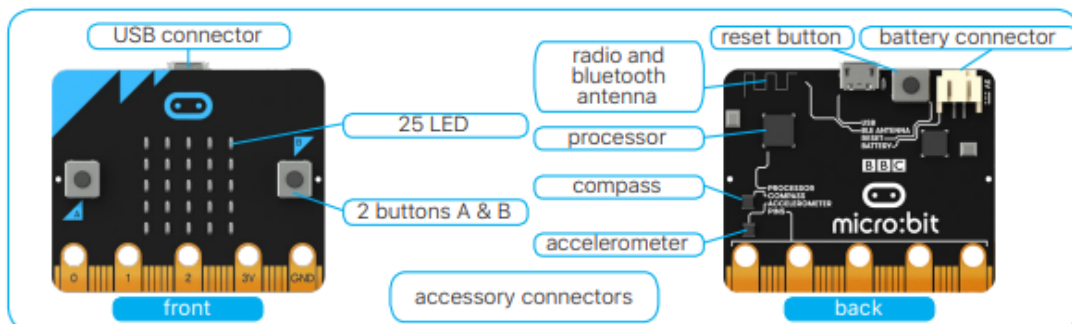 USB connector
radio and
bluetooth
antenna
reset button
battery connector
25 LED
processor
compass
2 buttons A & B
accelerometer
accessory connectors
front
back
B
A
0
1
2
3V
GND
USB
BLE ANTENNA
RESET
BATTERY
BBC
PROCESSOR
COMPASS
ACCELEROMETER
PINS
micro:bit